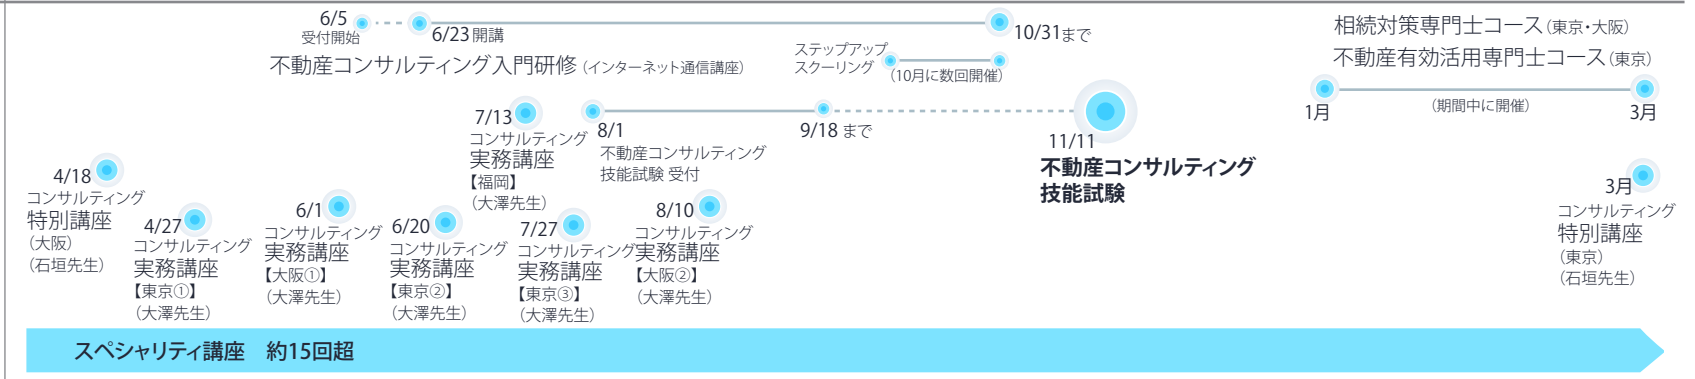 6/5
受付開始
6/23 開講
10/31まで
不動産コンサルティング入門研修（インターネット通信講座）
ステップアップ
スクーリング
（10月に数回開催）
相続対策専門士コース（東京・大阪）
不動産有効活用専門士コース（東京）
1月
（期間中に開催）
3月
7/13
コンサルティング
実務講座
【福岡】
（大澤先生）
8/1
不動産コンサルティング
技能試験 受付
9/18 まで
11/11
不動産コンサルティング
技能試験
4/18
コンサルティング
特別講座
（大阪）
（石垣先生）
4/27
コンサルティング
実務講座
【東京①】
（大澤先生）
6/1
コンサルティング
実務講座
【大阪①】
（大澤先生）
6/20
コンサルティング
実務講座
【東京②】
（大澤先生）
7/27
コンサルティング
実務講座
【東京③】
（大澤先生）
8/10
コンサルティング
実務講座
【大阪②】
（大澤先生）
3月
コンサルティング
特別講座
（東京）
（石垣先生）
スペシャリティ講座　約15回超